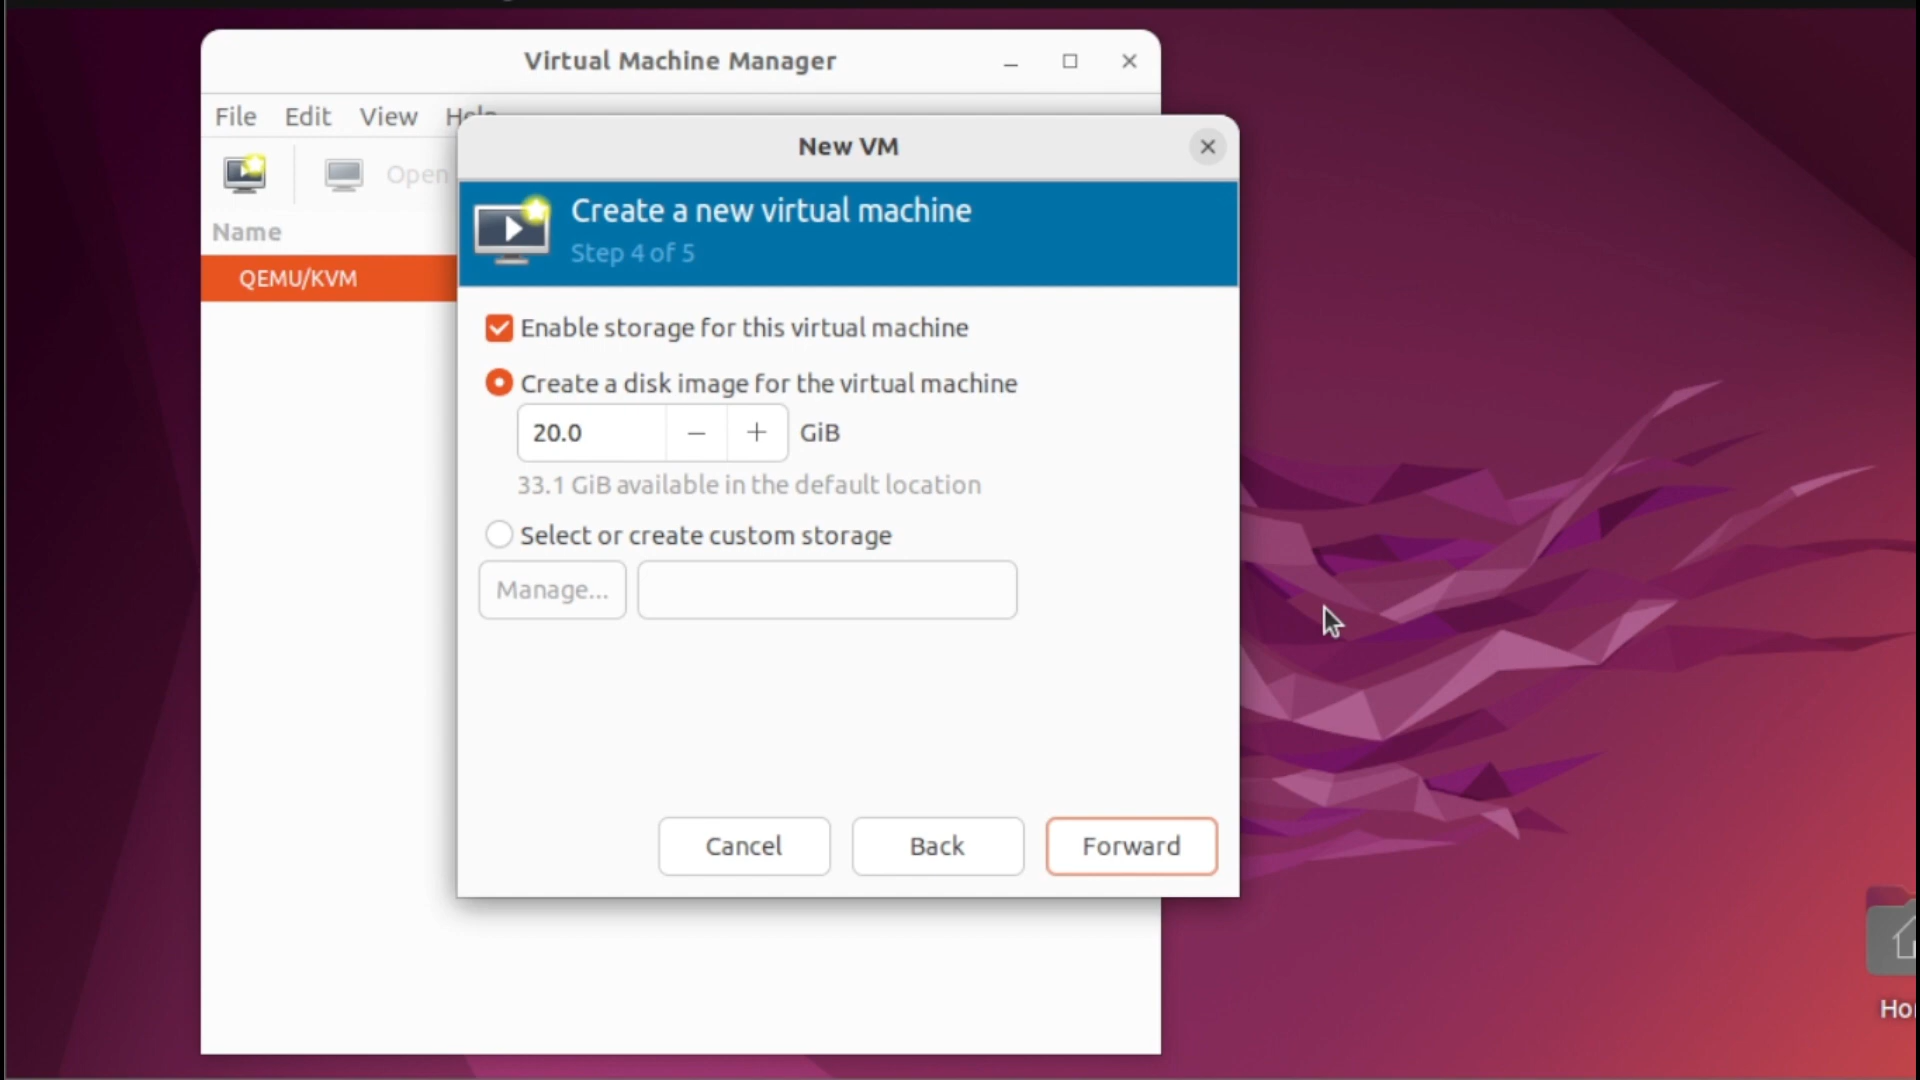 Virtual Machine Manager
File Edit View Help
Open
Name
QEMU/KVM
New VM
Create a new virtual machine
Step 4 of 5
Enable storage for this virtual machine
Create a disk image for the virtual machine
20.0 − + GiB
33.1 GiB available in the default location
Select or create custom storage
Manage...
Cancel Back Forward